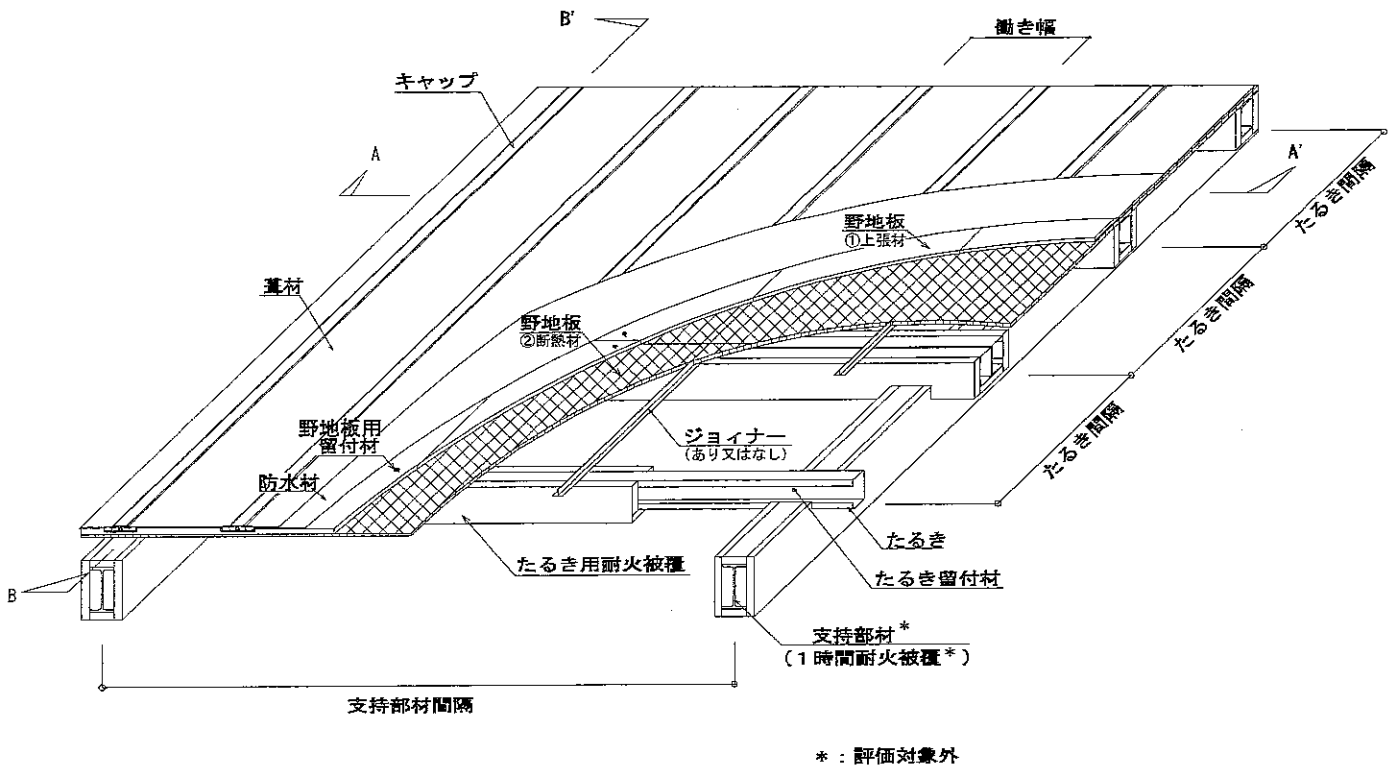 B'
働き幅
キャップ
A
A'
たるき間隔
野地板
①上張材
葺材
たるき間隔
野地板
②断熱材
たるき間隔
野地板用
留付材
ジョイナー
(あり又はなし)
防水材
たるき
たるき用耐火被覆
たるき留付材
B
支持部材*
(1時間耐火被覆*)
支持部材間隔
*:評価対象外